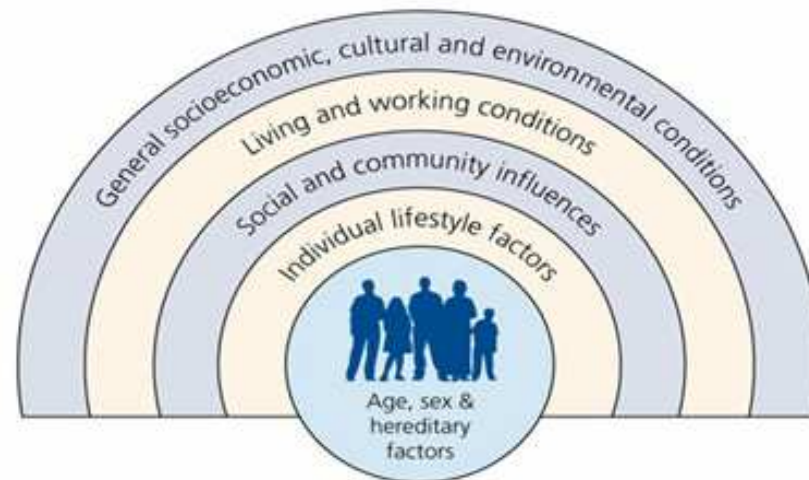 General socioeconomic, cultural and environmental conditions
Living and working conditions
Social and community influences
Individual lifestyle factors
Age, sex &
hereditary
factors